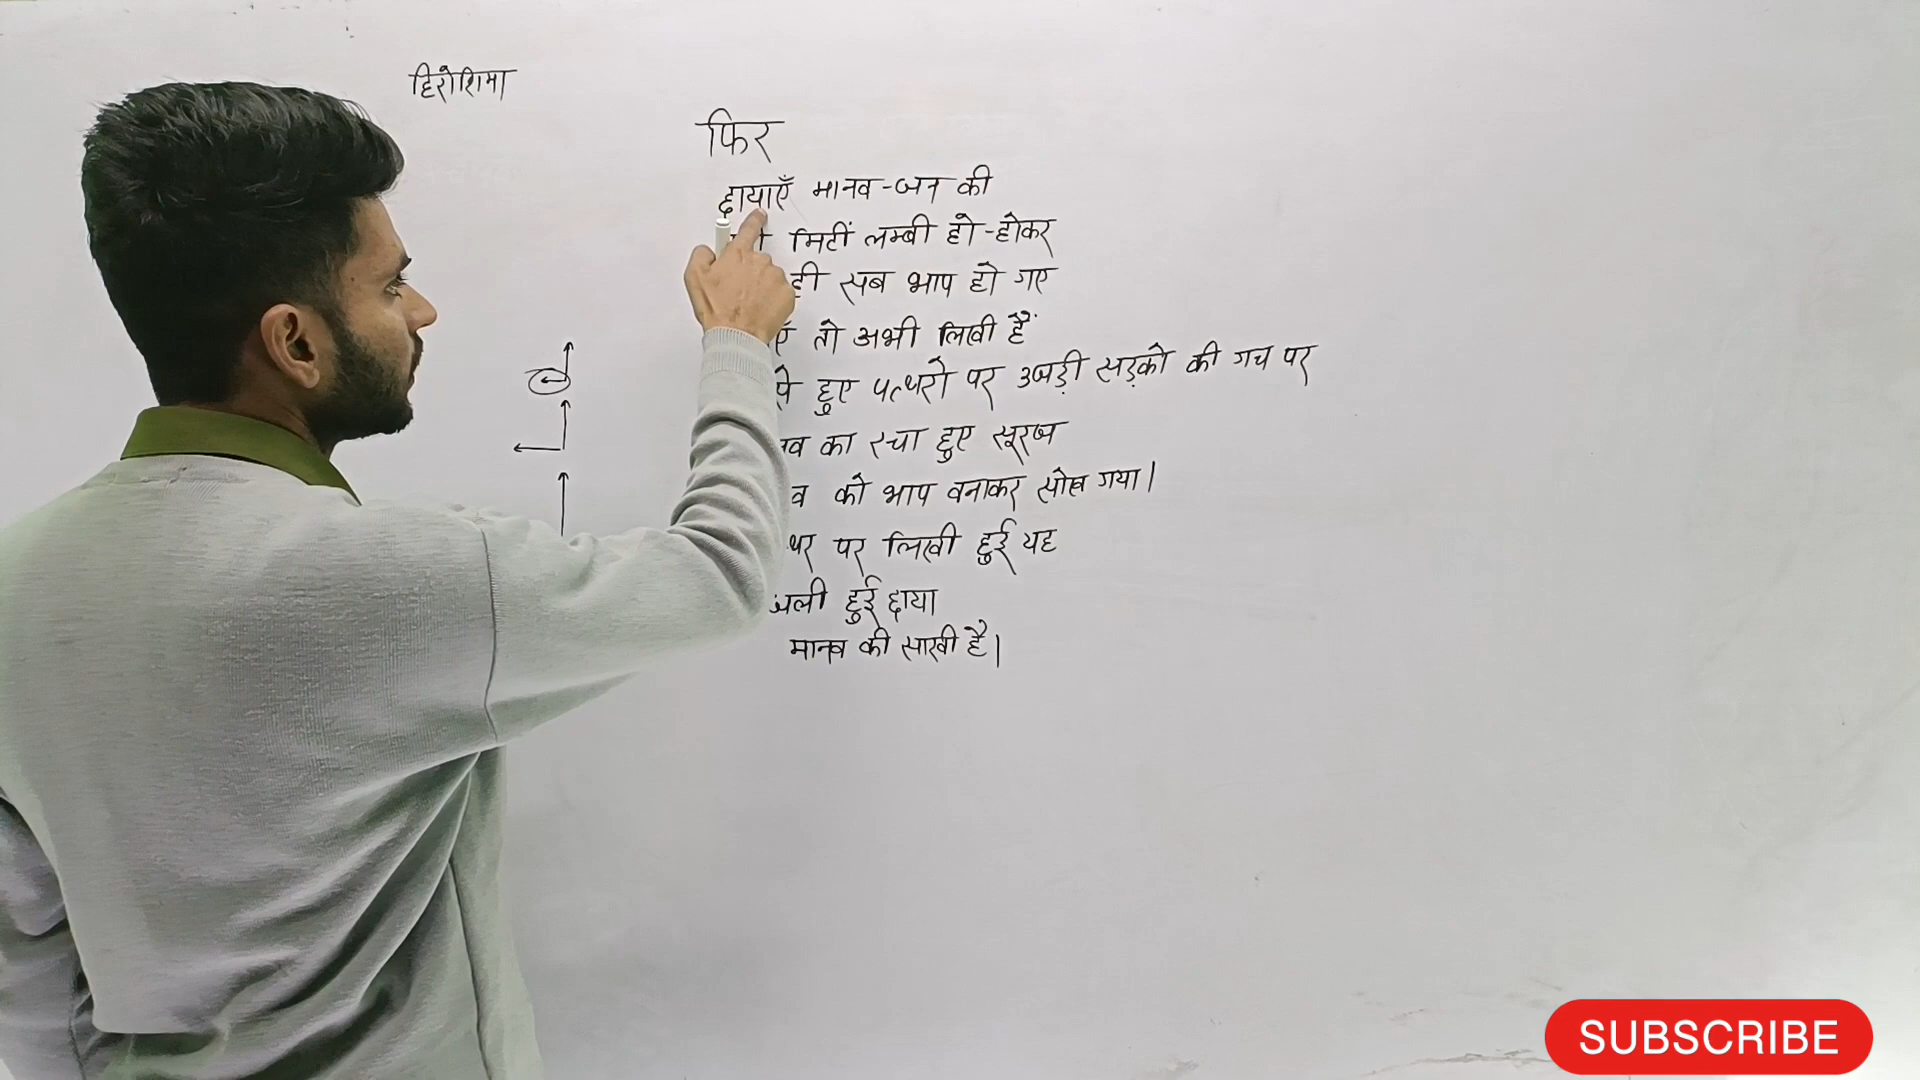 हिरोशिमा
फिर
छायाएँ मानव-जन की
मिटीं लम्बी हो-होकर
ही सब भाप हो गए
तो अभी लिखी हैं
हुए पत्थरो पर उजड़ी सड़को की गच पर
का रचा हुए सूरज
को भाप बनाकर सोख गया।
पर लिखी हुई यह
जली हुई छाया
मानव की साखी है।
SUBSCRIBE